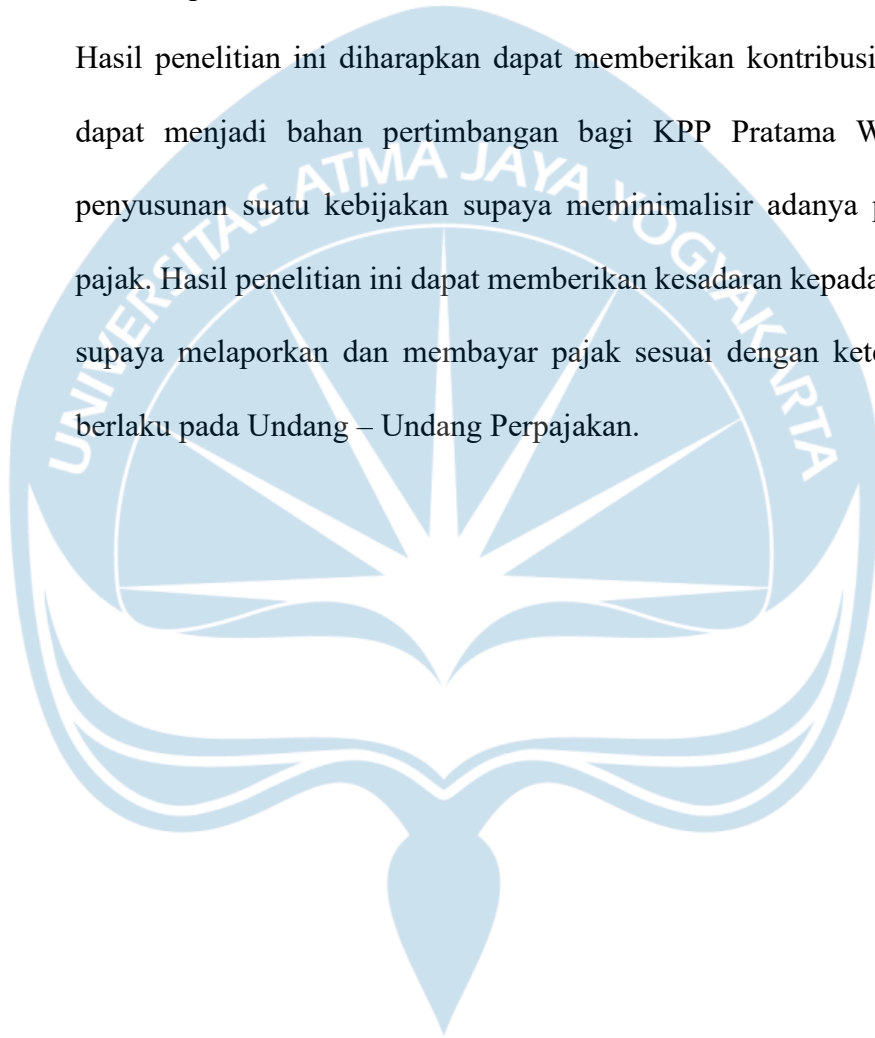 Hasil penelitian ini diharapkan dapat memberikan kontribusi
dapat menjadi bahan pertimbangan bagi KPP Pratama W
penyusunan suatu kebijakan supaya meminimalisir adanya p
pajak. Hasil penelitian ini dapat memberikan kesadaran kepada
supaya melaporkan dan membayar pajak sesuai dengan kete
berlaku pada Undang – Undang Perpajakan.
UNIVERSITAS ATMA JAYA YOGYAKARTA